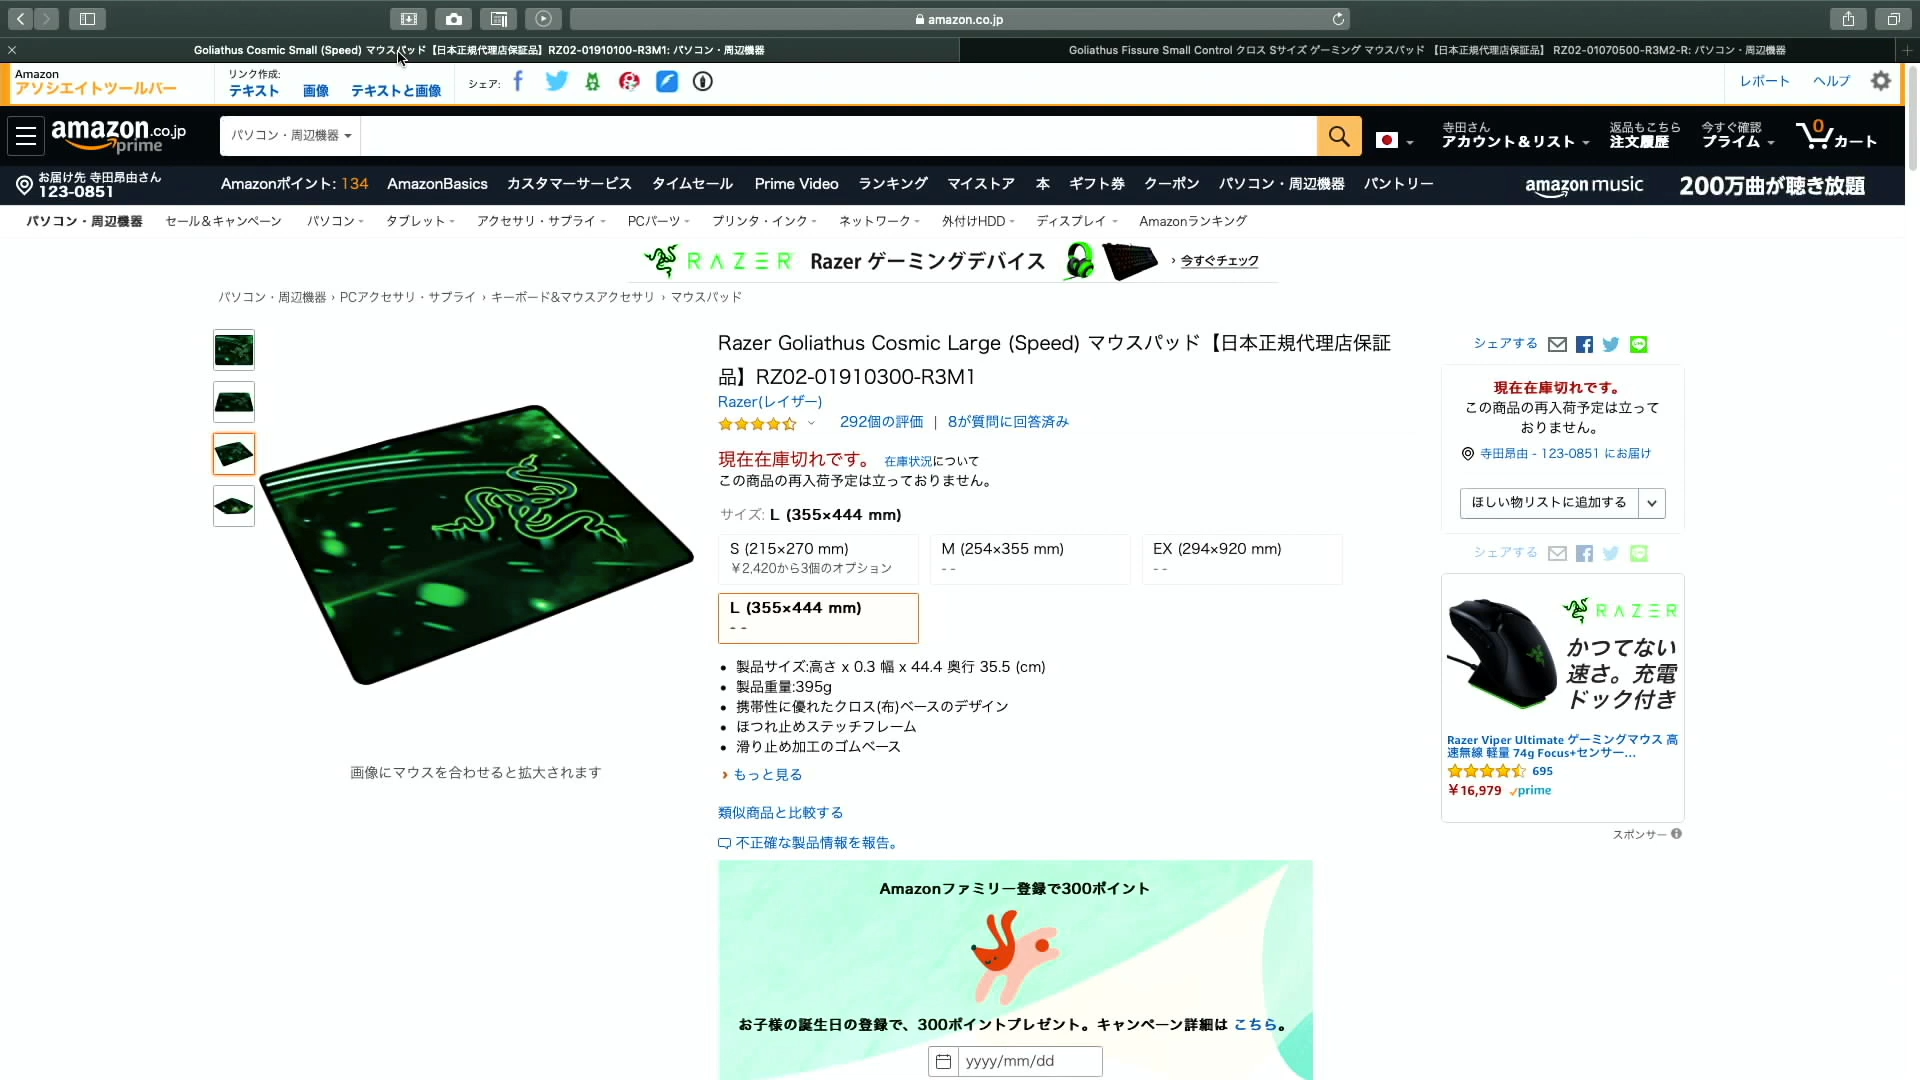 amazon.co.jp
Goliathus Cosmic Small (Speed) マウスパッド【日本正規代理店保証品】RZ02-01910100-R3M1: パソコン・周辺機器
Goliathus Fissure Small Control クロス Sサイズ ゲーミング マウスパッド 【日本正規代理店保証品】 RZ02-01070500-R3M2-R: パソコン・周辺機器
Amazon
アソシエイトツールバー
リンク作成:
テキスト 画像 テキストと画像
シェア:
レポート ヘルプ
amazon.co.jp
prime
パソコン・周辺機器
寺田さん
アカウント＆リスト
返品もこちら
注文履歴
今すぐ確認
プライム
0
カート
お届け先 寺田昂由さん
123-0851
Amazonポイント: 134 AmazonBasics カスタマーサービス タイムセール Prime Video ランキング マイストア 本 ギフト券 クーポン パソコン・周辺機器 パントリー
amazon music 200万曲が聴き放題
パソコン・周辺機器 セール＆キャンペーン パソコン タブレット アクセサリ・サプライ PCパーツ プリンタ・インク ネットワーク 外付けHDD ディスプレイ Amazonランキング
RAZER Razer ゲーミングデバイス › 今すぐチェック
パソコン・周辺機器 › PCアクセサリ・サプライ › キーボード&マウスアクセサリ › マウスパッド
Razer Goliathus Cosmic Large (Speed) マウスパッド【日本正規代理店保証
品】RZ02-01910300-R3M1
Razer(レイザー)
292個の評価 | 8が質問に回答済み
現在在庫切れです。 在庫状況について
この商品の再入荷予定は立っておりません。
サイズ: L (355×444 mm)
S (215×270 mm)
￥2,420から3個のオプション
M (254×355 mm)
- -
EX (294×920 mm)
- -
L (355×444 mm)
- -
• 製品サイズ:高さ x 0.3 幅 x 44.4 奥行 35.5 (cm)
• 製品重量:395g
• 携帯性に優れたクロス(布)ベースのデザイン
• ほつれ止めステッチフレーム
• 滑り止め加工のゴムベース
› もっと見る
類似商品と比較する
不正確な製品情報を報告。
画像にマウスを合わせると拡大されます
Amazonファミリー登録で300ポイント
お子様の誕生日の登録で、300ポイントプレゼント。キャンペーン詳細は こちら。
yyyy/mm/dd
シェアする
現在在庫切れです。
この商品の再入荷予定は立って
おりません。
寺田昂由 - 123-0851 にお届け
ほしい物リストに追加する
シェアする
RAZER
かつてない
速さ。充電
ドック付き
Razer Viper Ultimate ゲーミングマウス 高
速無線 軽量 74g Focus+センサー...
695
￥16,979 prime
スポンサー